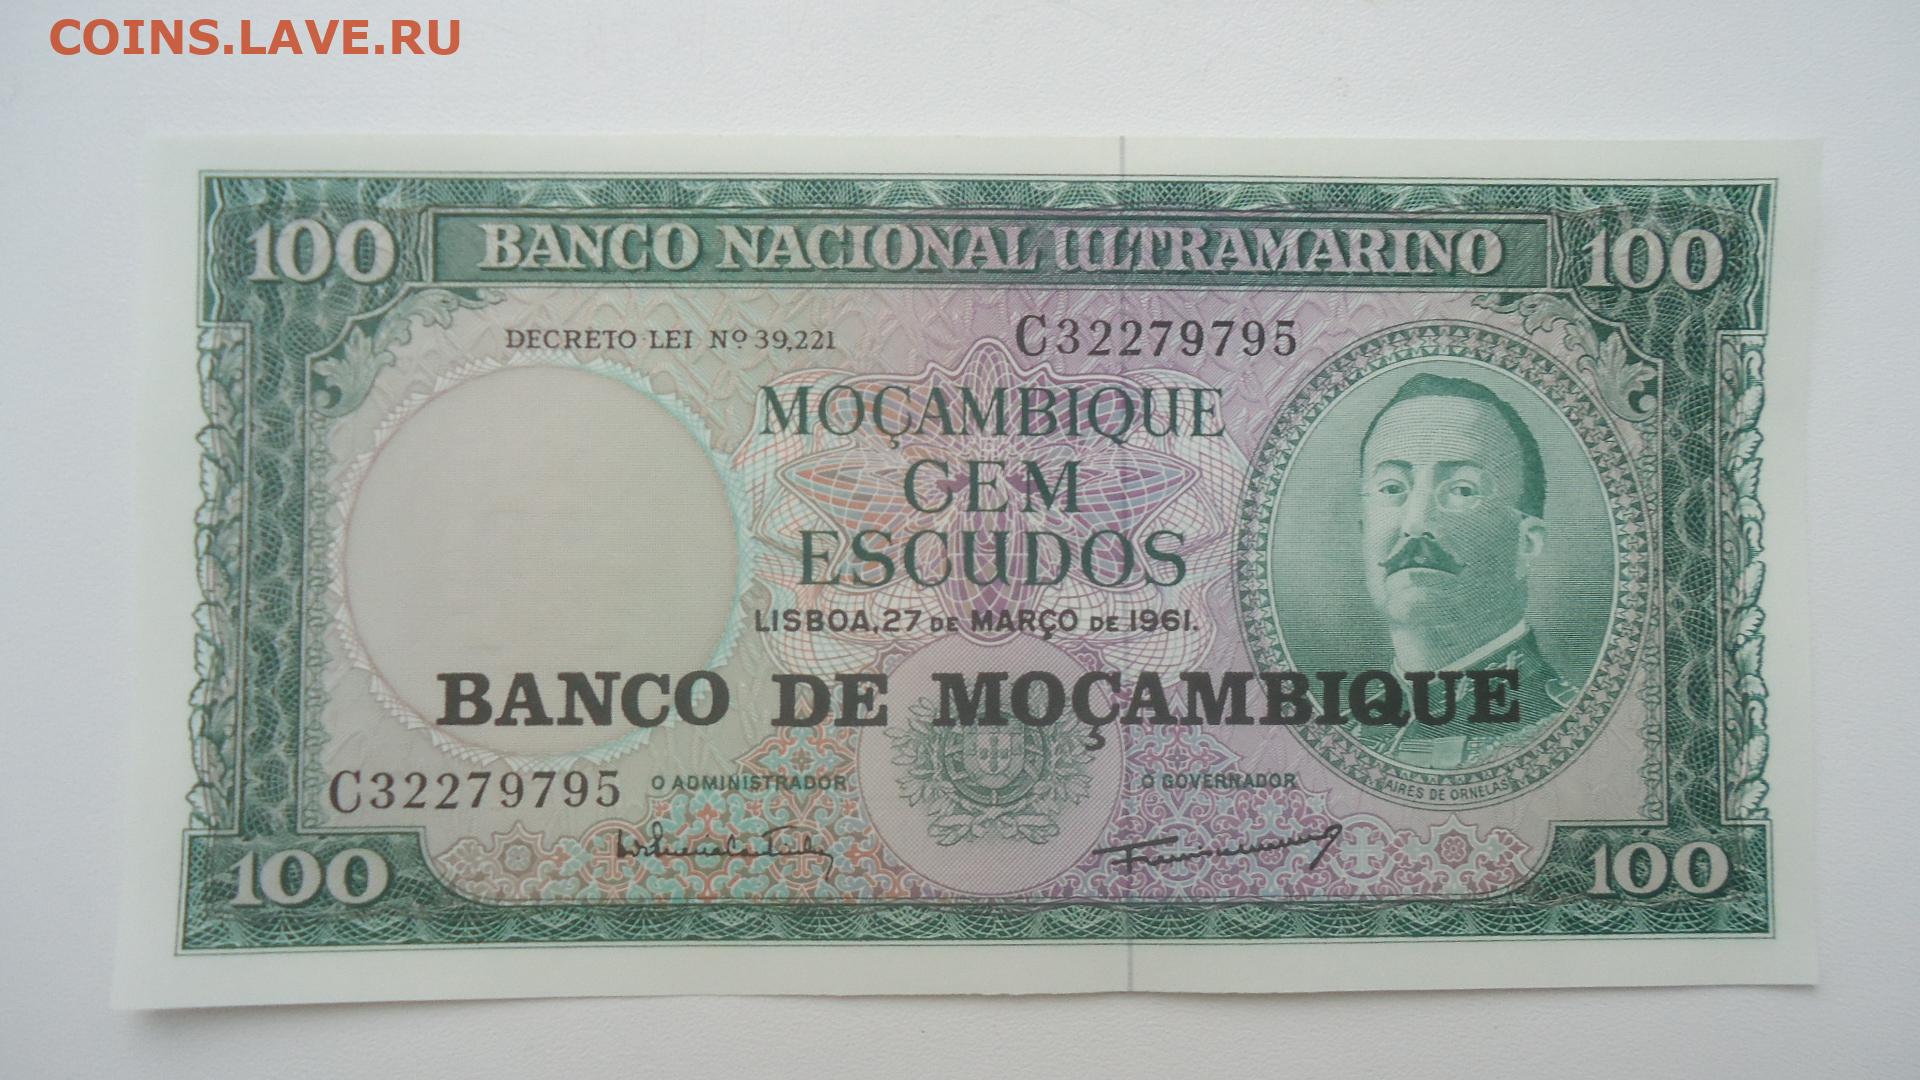 COINS.LAVE.RU
100 BANCO NACIONAL ULTRAMARINO 100
DECRETO-LEI Nº 39,221 C32279795
MOÇAMBIQUE
CEM
ESCUDOS
LISBOA, 27 DE MARÇO DE 1961.
BANCO DE MOÇAMBIQUE
C32279795 O ADMINISTRADOR O GOVERNADOR
AIRES DE ORNELAS
100 100